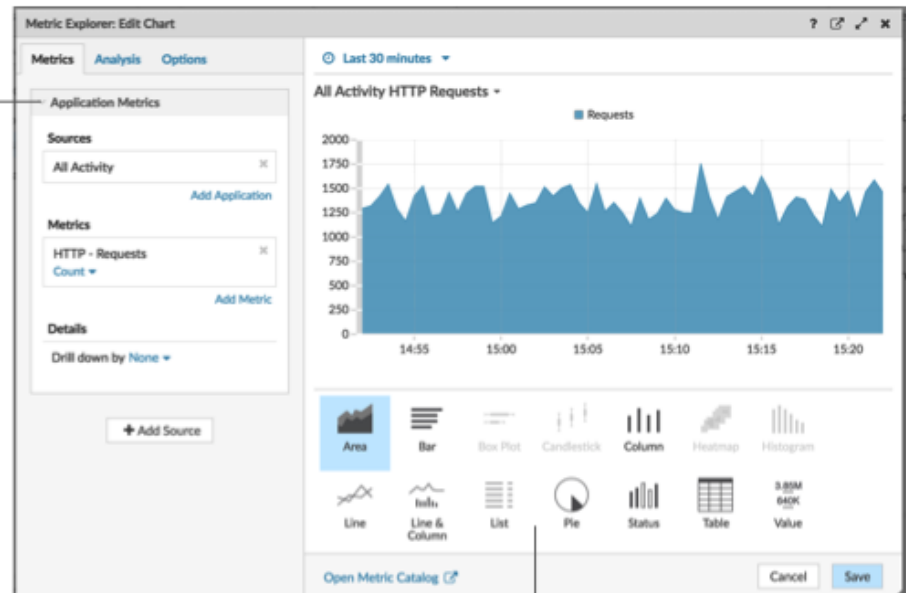 Metric Explorer: Edit Chart
?
Metrics Analysis Options
Application Metrics
Sources
All Activity
Add Application
Metrics
HTTP - Requests
Count
Add Metric
Details
Drill down by None
+ Add Source
Last 30 minutes
All Activity HTTP Requests
Requests
2000
1750
1500
1250
1000
750
500
250
0
14:55 15:00 15:05 15:10 15:15 15:20
Area Bar Box Plot Candlestick Column Heatmap Histogram
3.85M
640K
Line Line & Column List Pie Status Table Value
Open Metric Catalog
Cancel Save